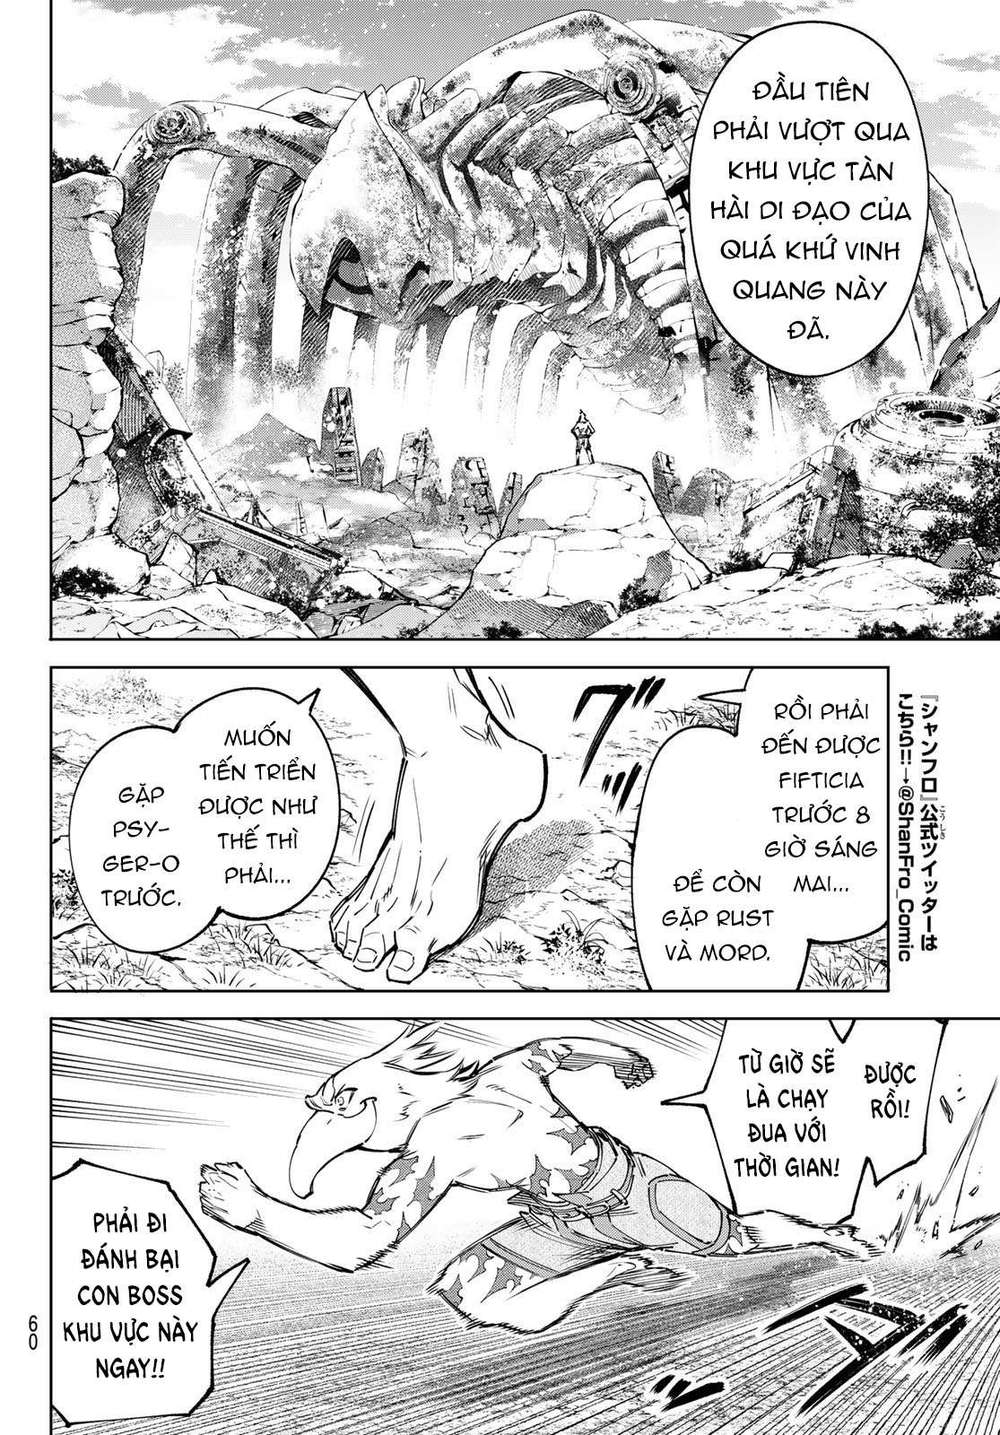 ĐẦU TIÊN
PHẢI VƯỢT QUA
KHU VỰC TÀN
HÀI DI ĐẠO CỦA
QUÁ KHỨ VINH
QUANG NÀY
ĐÃ.
『シャンフロ』公式ツイッターは
こうしき
こちら!!→@ShanFro_Comic
RỒI PHẢI
ĐẾN ĐƯỢC
FIFTICIA
TRƯỚC 8
GIỜ SÁNG
MAI...
ĐỂ CÒN
GẶP RUST
VÀ MORD.
MUỐN
TIẾN TRIỂN
ĐƯỢC NHƯ
THẾ THÌ
PHẢI...
GẶP
PSY-
GER-O
TRƯỚC.
ĐƯỢC
RỒI!
TỪ GIỜ SẼ
LÀ CHẠY
ĐUA VỚI
THỜI GIAN!
PHẢI ĐI
ĐÁNH BẠI
CON BOSS
KHU VỰC NÀY
NGAY!!
60